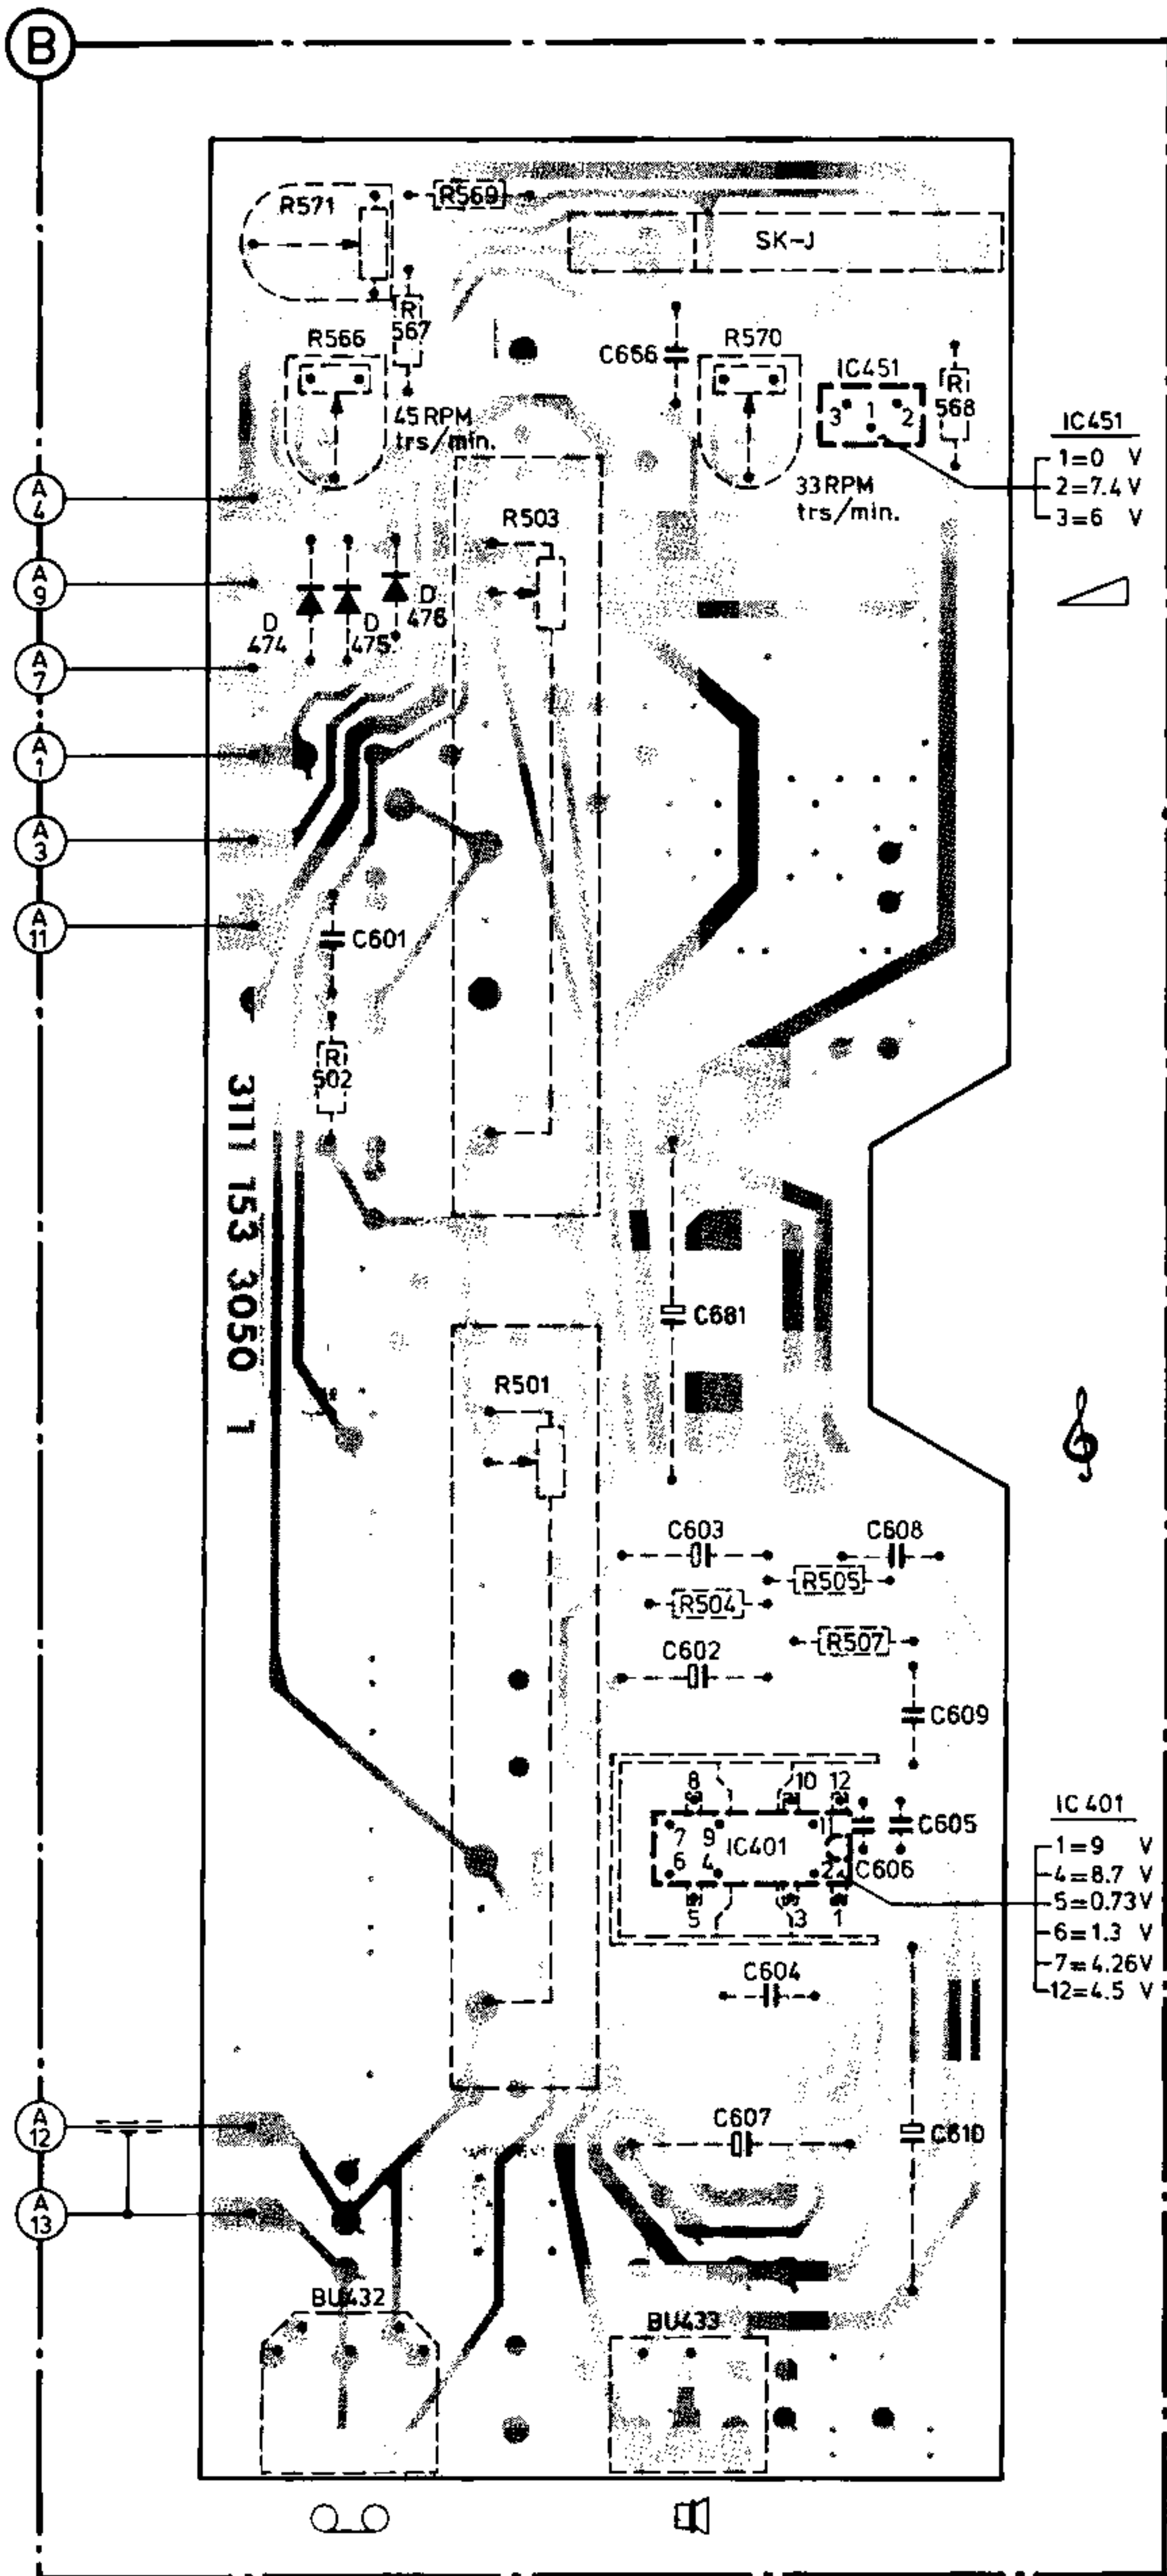 B
R571
R569
SK-J
R
567
R566
C656
R570
IC451
3 1 2
R
568
45 RPM
trs/min.
33 RPM
trs/min.
IC451
1=0 V
2=7.4 V
3=6 V
A
4
R503
A
9
D
474
D
475
D
476
A
7
A
1
A
3
A
11
C601
R
502
3111 153 3050 1
C681
R501
C603
C608
R505
R504
R507
C602
C609
8 10 12
7 9 11
IC401
6 4 2
5 3 1
C605
C606
IC 401
1=9 V
4=8.7 V
5=0.73V
6=1.3 V
7=4.26V
12=4.5 V
C604
A
12
C607
C610
A
13
BU432
BU433